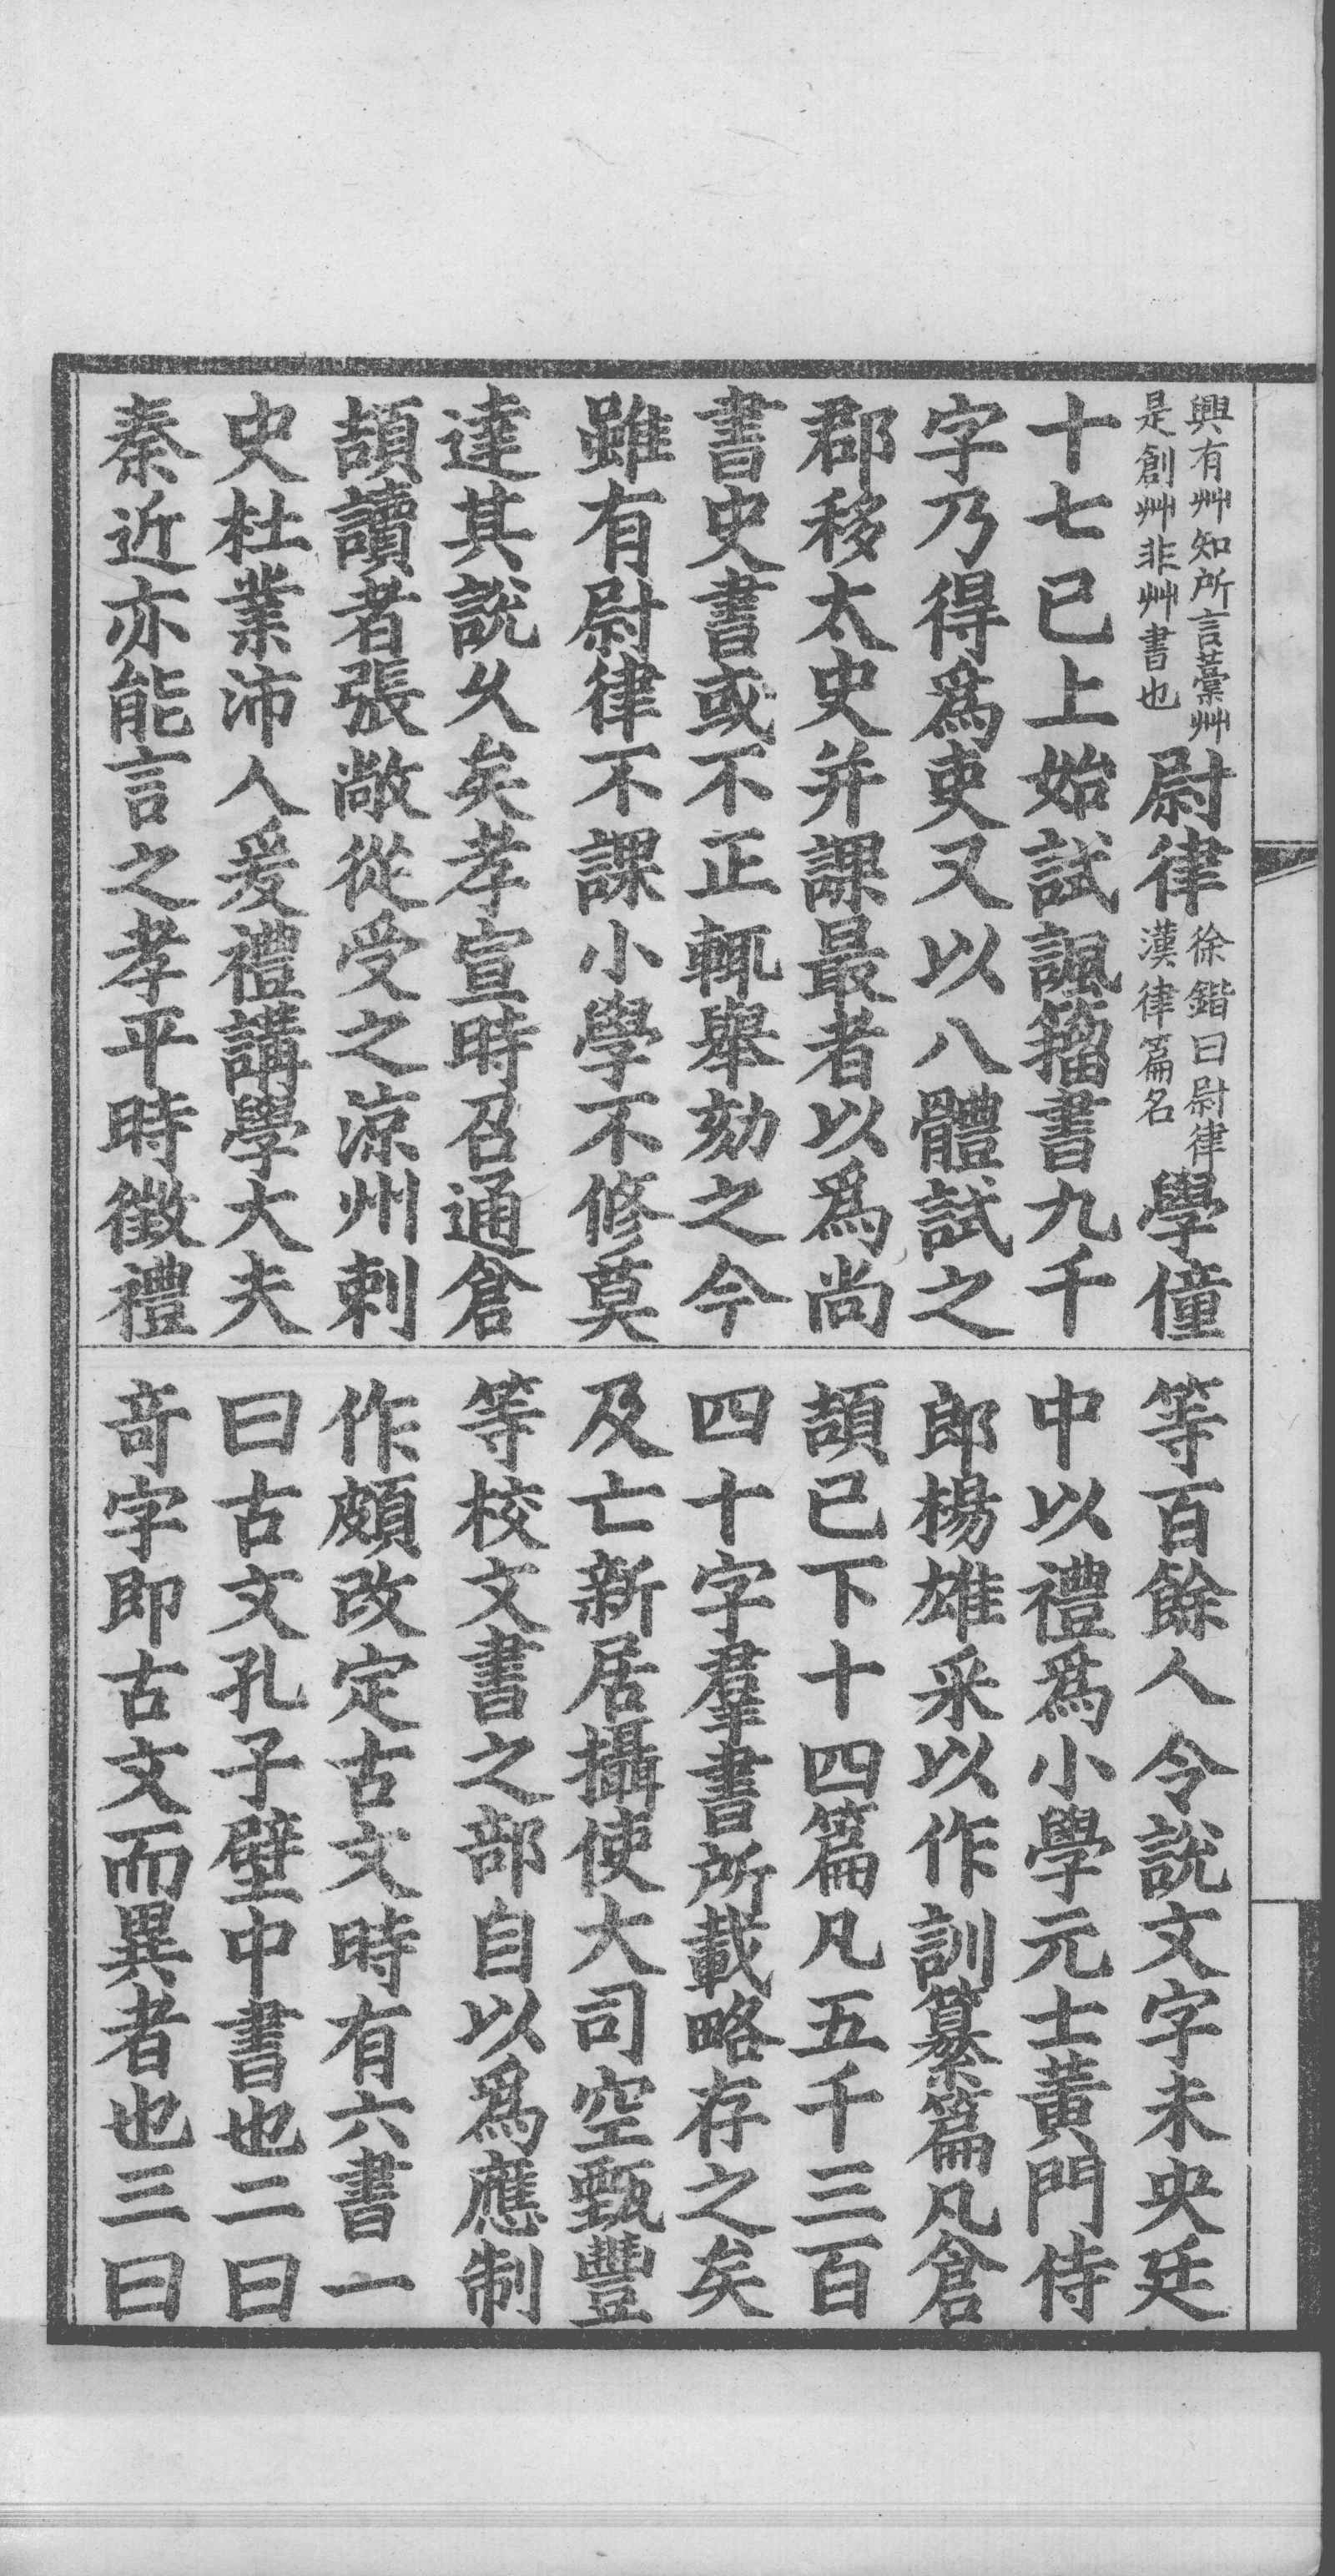 興有艸知所言藳艸
是創艸非艸書也
尉律
徐鍇曰尉律
漢律篇名
學僮
十七已上始試諷籀書九千
字乃得爲吏又以八體試之
郡移太史并課最者以爲尚
書史書或不正輒舉劾之今
雖有尉律不課小學不修莫
達其說久矣孝宣時召通倉
頡讀者張敞從受之涼州刺
史杜業沛人爰禮講學大夫
秦近亦能言之孝平時徵禮
等百餘人令說文字未央廷
中以禮爲小學元士黃門侍
郎楊雄采以作訓纂篇凡倉
頡已下十四篇凡五千三百
四十字羣書所載略存之矣
及亡新居攝使大司空甄豐
等校文書之部自以爲應制
作頗改定古文時有六書一
曰古文孔子壁中書也二曰
奇字即古文而異者也三曰